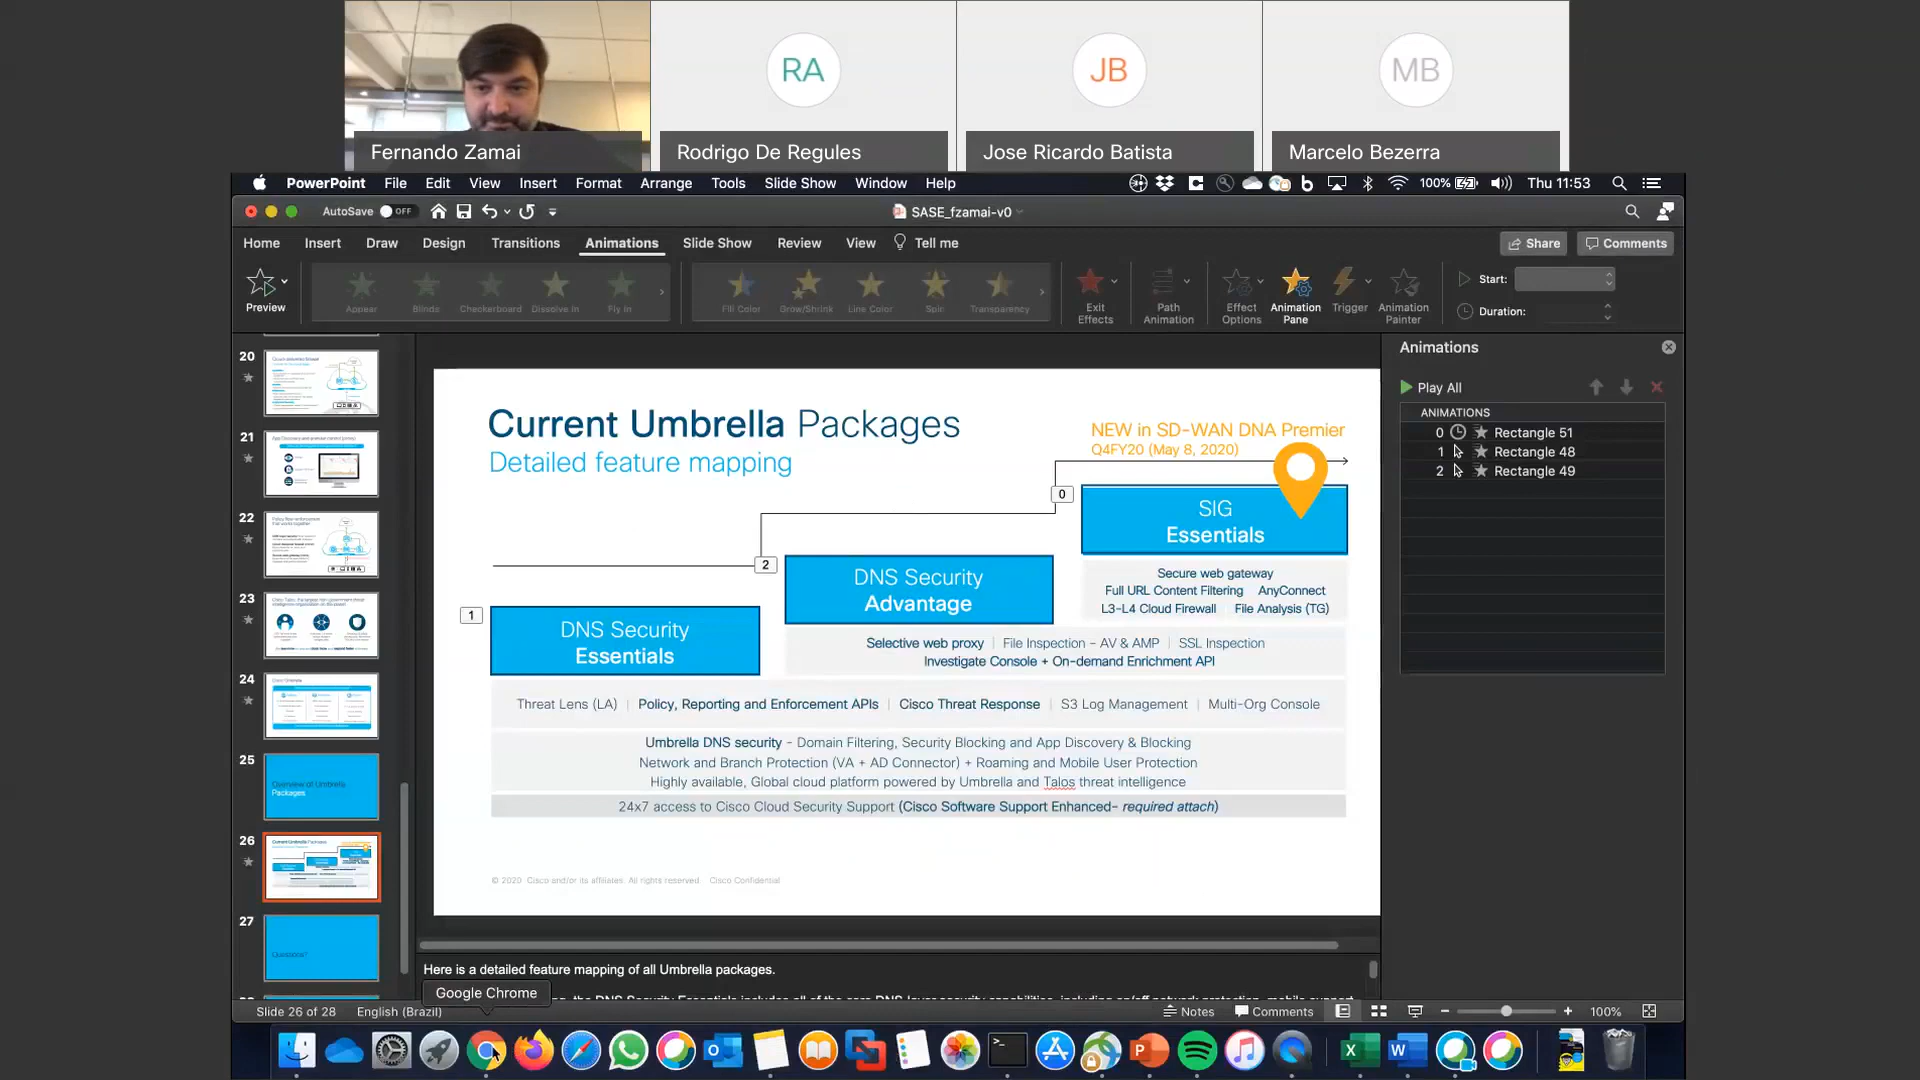 RA
JB
MB
Fernando Zamai
Rodrigo De Regules
Jose Ricardo Batista
Marcelo Bezerra
PowerPoint File Edit View Insert Format Arrange Tools Slide Show Window Help
100% Thu 11:53
AutoSave OFF
SASE_fzamai-v0
Home Insert Draw Design Transitions Animations Slide Show Review View Tell me
Share Comments
Preview
Appear Blinds Checkerboard Dissolve In Fly In
Fill Color Grow/Shrink Line Color Spin Transparency
Exit Effects
Path Animation
Effect Options
Animation Pane
Trigger
Animation Painter
Start:
Duration:
20
21
22
23
24
25
Overview of Umbrella
Packages
26
27
Questions?
Current Umbrella Packages
Detailed feature mapping
NEW in SD-WAN DNA Premier
Q4FY20 (May 8, 2020)
0
SIG
Essentials
2
DNS Security
Advantage
1
DNS Security
Essentials
Secure web gateway
Full URL Content Filtering AnyConnect
L3-L4 Cloud Firewall File Analysis (TG)
Selective web proxy | File Inspection – AV & AMP | SSL Inspection
Investigate Console + On-demand Enrichment API
Threat Lens (LA) | Policy, Reporting and Enforcement APIs | Cisco Threat Response | S3 Log Management | Multi-Org Console
Umbrella DNS security – Domain Filtering, Security Blocking and App Discovery & Blocking
Network and Branch Protection (VA + AD Connector) + Roaming and Mobile User Protection
Highly available, Global cloud platform powered by Umbrella and Talos threat intelligence
24x7 access to Cisco Cloud Security Support (Cisco Software Support Enhanced– required attach)
© 2020 Cisco and/or its affiliates. All rights reserved. Cisco Confidential
Animations
Play All
ANIMATIONS
0 Rectangle 51
1 Rectangle 48
2 Rectangle 49
Here is a detailed feature mapping of all Umbrella packages.
Google Chrome
Slide 26 of 28 English (Brazil)
Notes Comments
100%